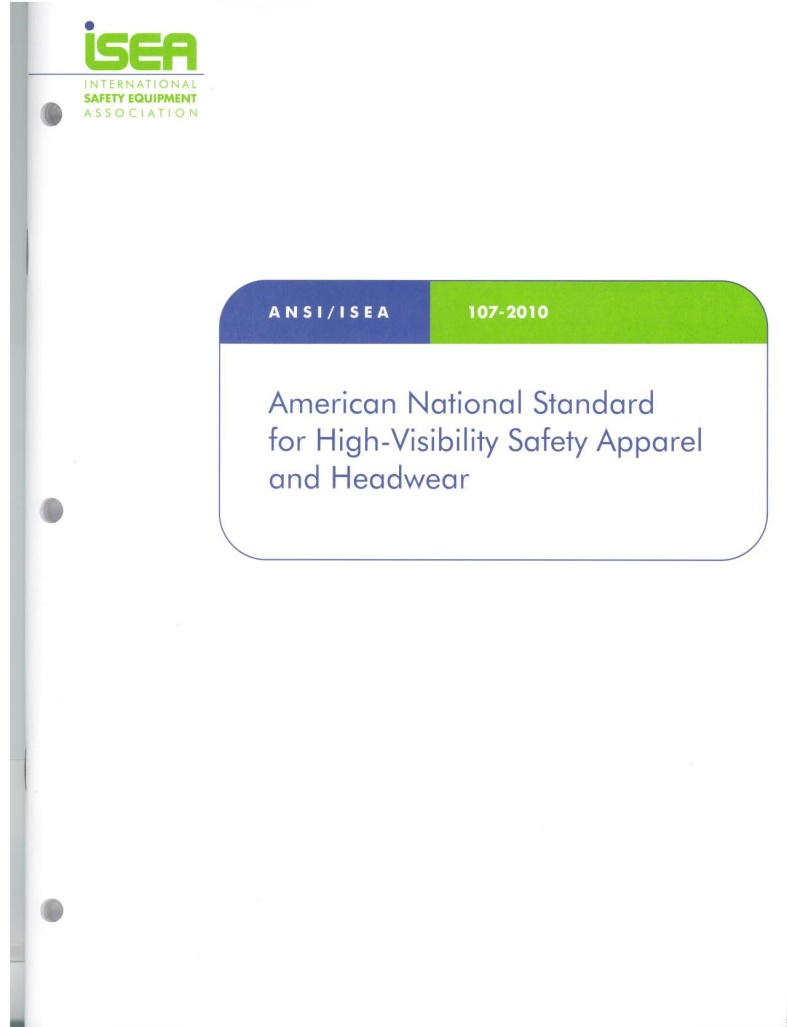 isea
INTERNATIONAL
SAFETY EQUIPMENT
ASSOCIATION
ANSI/ISEA 107-2010
American National Standard
for High-Visibility Safety Apparel
and Headwear